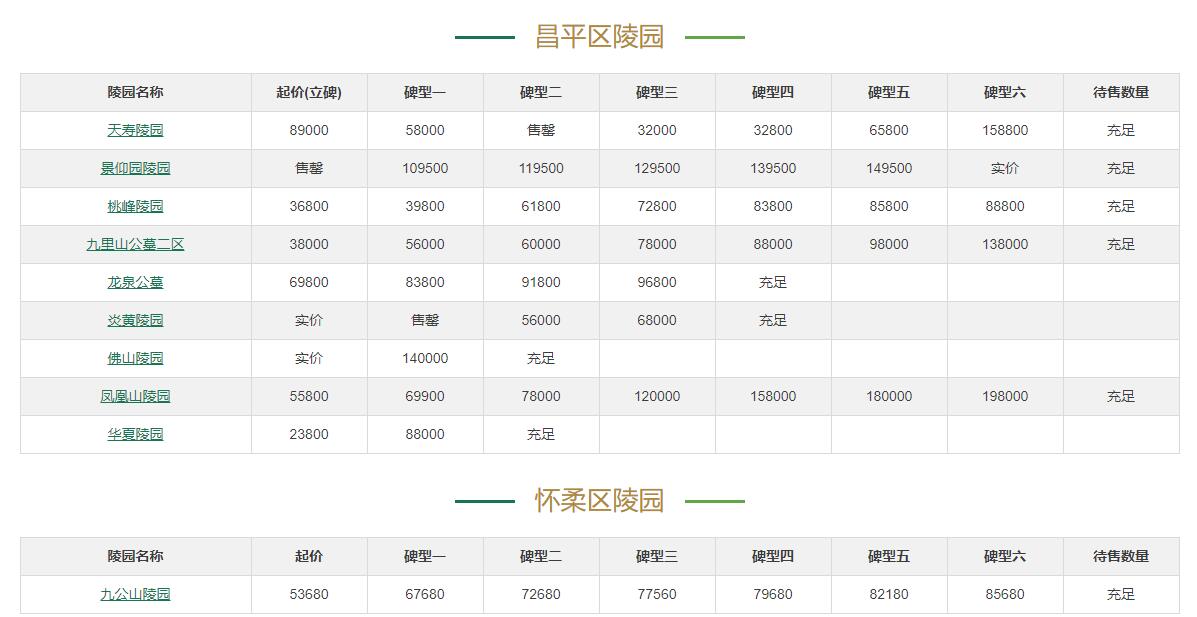 昌平区陵园
陵园名称 起价(立碑) 碑型一 碑型二 碑型三 碑型四 碑型五 碑型六 待售数量
天寿陵园 89000 58000 售罄 32000 32800 65800 158800 充足
景仰园陵园 售罄 109500 119500 129500 139500 149500 实价 充足
桃峰陵园 36800 39800 61800 72800 83800 85800 88800 充足
九里山公墓二区 38000 56000 60000 78000 88000 98000 138000 充足
龙泉公墓 69800 83800 91800 96800 充足
炎黄陵园 实价 售罄 56000 68000 充足
佛山陵园 实价 140000 充足
凤凰山陵园 55800 69900 78000 120000 158000 180000 198000 充足
华夏陵园 23800 88000 充足
怀柔区陵园
陵园名称 起价 碑型一 碑型二 碑型三 碑型四 碑型五 碑型六 待售数量
九公山陵园 53680 67680 72680 77560 79680 82180 85680 充足